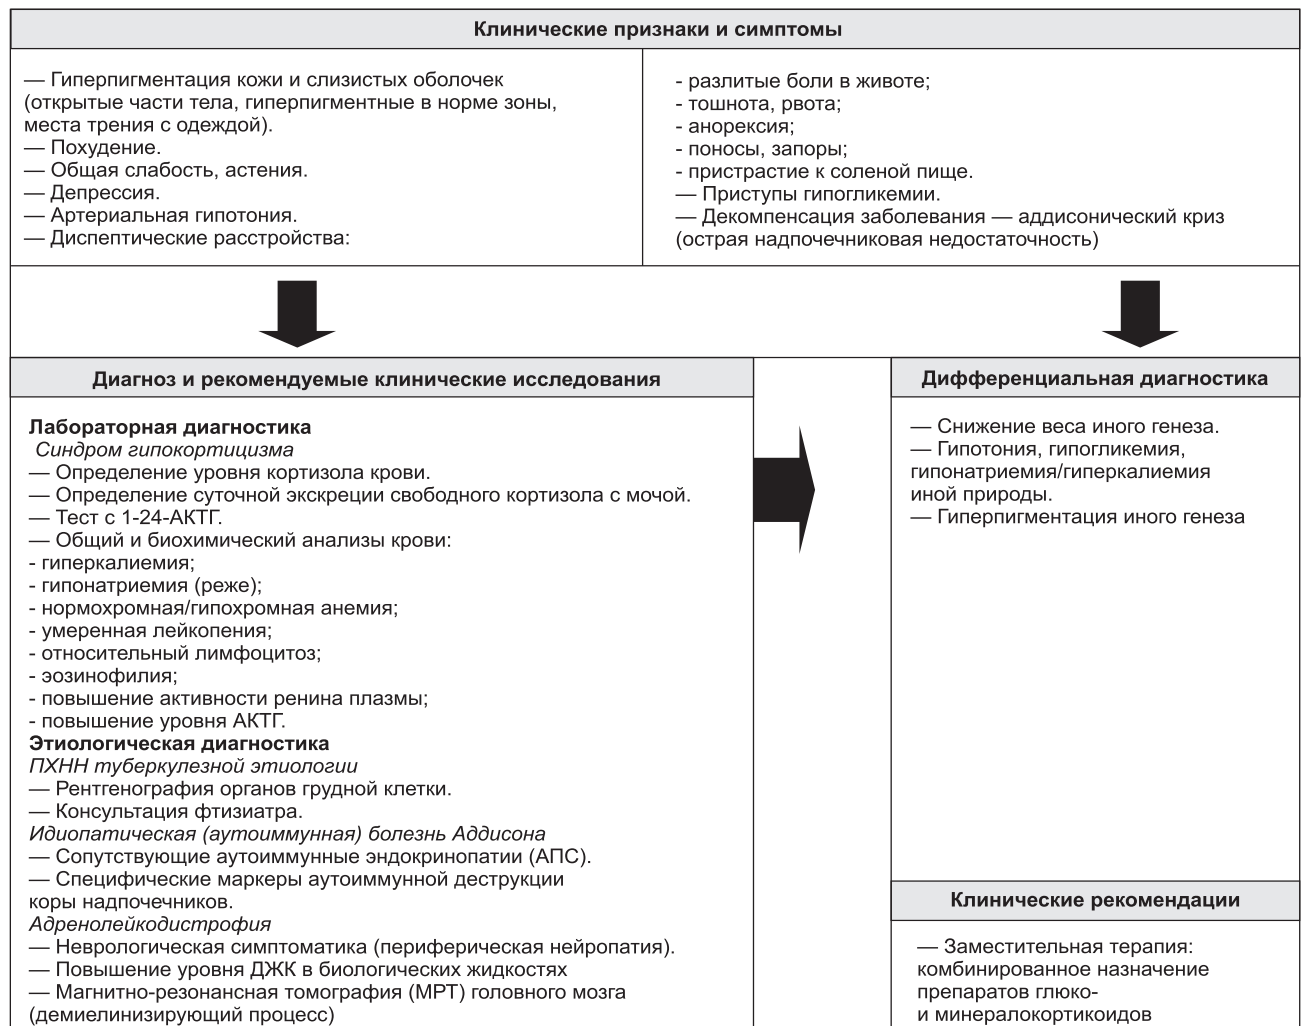 Клинические признаки и симптомы
— Гиперпигментация кожи и слизистых оболочек
(открытые части тела, гиперпигментные в норме зоны,
места трения с одеждой).
— Похудение.
— Общая слабость, астения.
— Депрессия.
— Артериальная гипотония.
— Диспептические расстройства:
- разлитые боли в животе;
- тошнота, рвота;
- анорексия;
- поносы, запоры;
- пристрастие к соленой пище.
— Приступы гипогликемии.
— Декомпенсация заболевания — аддисонический криз
(острая надпочечниковая недостаточность)
Диагноз и рекомендуемые клинические исследования
Лабораторная диагностика
Синдром гипокортицизма
— Определение уровня кортизола крови.
— Определение суточной экскреции свободного кортизола с мочой.
— Тест с 1-24-АКТГ.
— Общий и биохимический анализы крови:
- гиперкалиемия;
- гипонатриемия (реже);
- нормохромная/гипохромная анемия;
- умеренная лейкопения;
- относительный лимфоцитоз;
- эозинофилия;
- повышение активности ренина плазмы;
- повышение уровня АКТГ.
Этиологическая диагностика
ПХНН туберкулезной этиологии
— Рентгенография органов грудной клетки.
— Консультация фтизиатра.
Идиопатическая (аутоиммунная) болезнь Аддисона
— Сопутствующие аутоиммунные эндокринопатии (АПС).
— Специфические маркеры аутоиммунной деструкции
коры надпочечников.
Адренолейкодистрофия
— Неврологическая симптоматика (периферическая нейропатия).
— Повышение уровня ДЖК в биологических жидкостях
— Магнитно-резонансная томография (МРТ) головного мозга
(демиелинизирующий процесс)
Дифференциальная диагностика
— Снижение веса иного генеза.
— Гипотония, гипогликемия,
гипонатриемия/гиперкалиемия
иной природы.
— Гиперпигментация иного генеза
Клинические рекомендации
— Заместительная терапия:
комбинированное назначение
препаратов глюко-
и минералокортикоидов